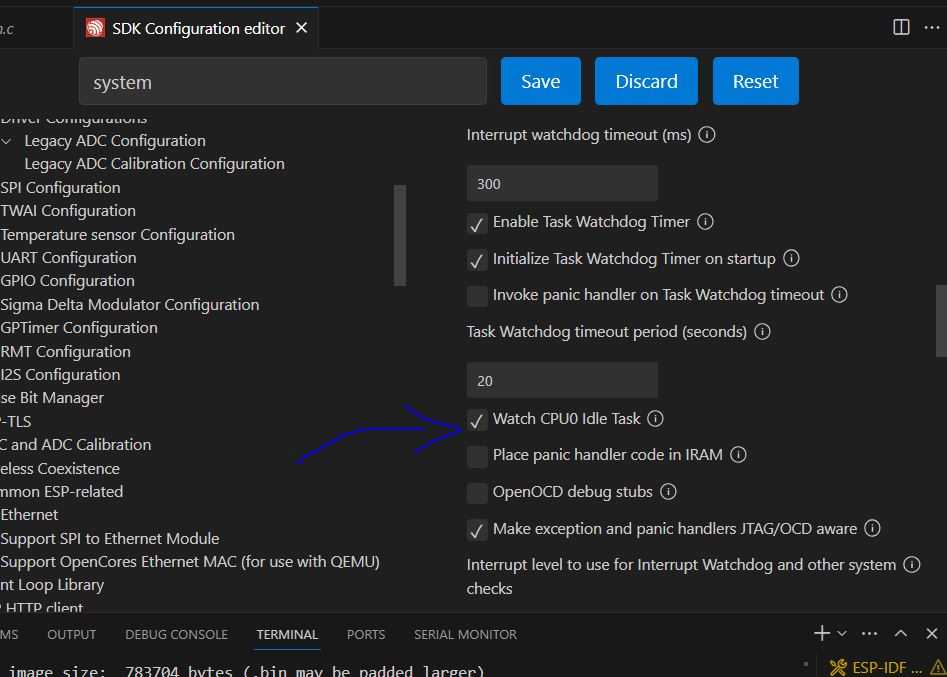 .c
SDK Configuration editor
system
Save
Discard
Reset
Driver Configurations
Legacy ADC Configuration
Legacy ADC Calibration Configuration
SPI Configuration
TWAI Configuration
Temperature sensor Configuration
UART Configuration
GPIO Configuration
Sigma Delta Modulator Configuration
GPTimer Configuration
RMT Configuration
I2S Configuration
se Bit Manager
-TLS
C and ADC Calibration
eless Coexistence
mmon ESP-related
Ethernet
Support SPI to Ethernet Module
Support OpenCores Ethernet MAC (for use with QEMU)
nt Loop Library
HTTP client
Interrupt watchdog timeout (ms)
300
Enable Task Watchdog Timer
Initialize Task Watchdog Timer on startup
Invoke panic handler on Task Watchdog timeout
Task Watchdog timeout period (seconds)
20
Watch CPU0 Idle Task
Place panic handler code in IRAM
OpenOCD debug stubs
Make exception and panic handlers JTAG/OCD aware
Interrupt level to use for Interrupt Watchdog and other system
checks
MS
OUTPUT
DEBUG CONSOLE
TERMINAL
PORTS
SERIAL MONITOR
image size: 783704 bytes (.bin may be padded larger)
ESP-IDF ...